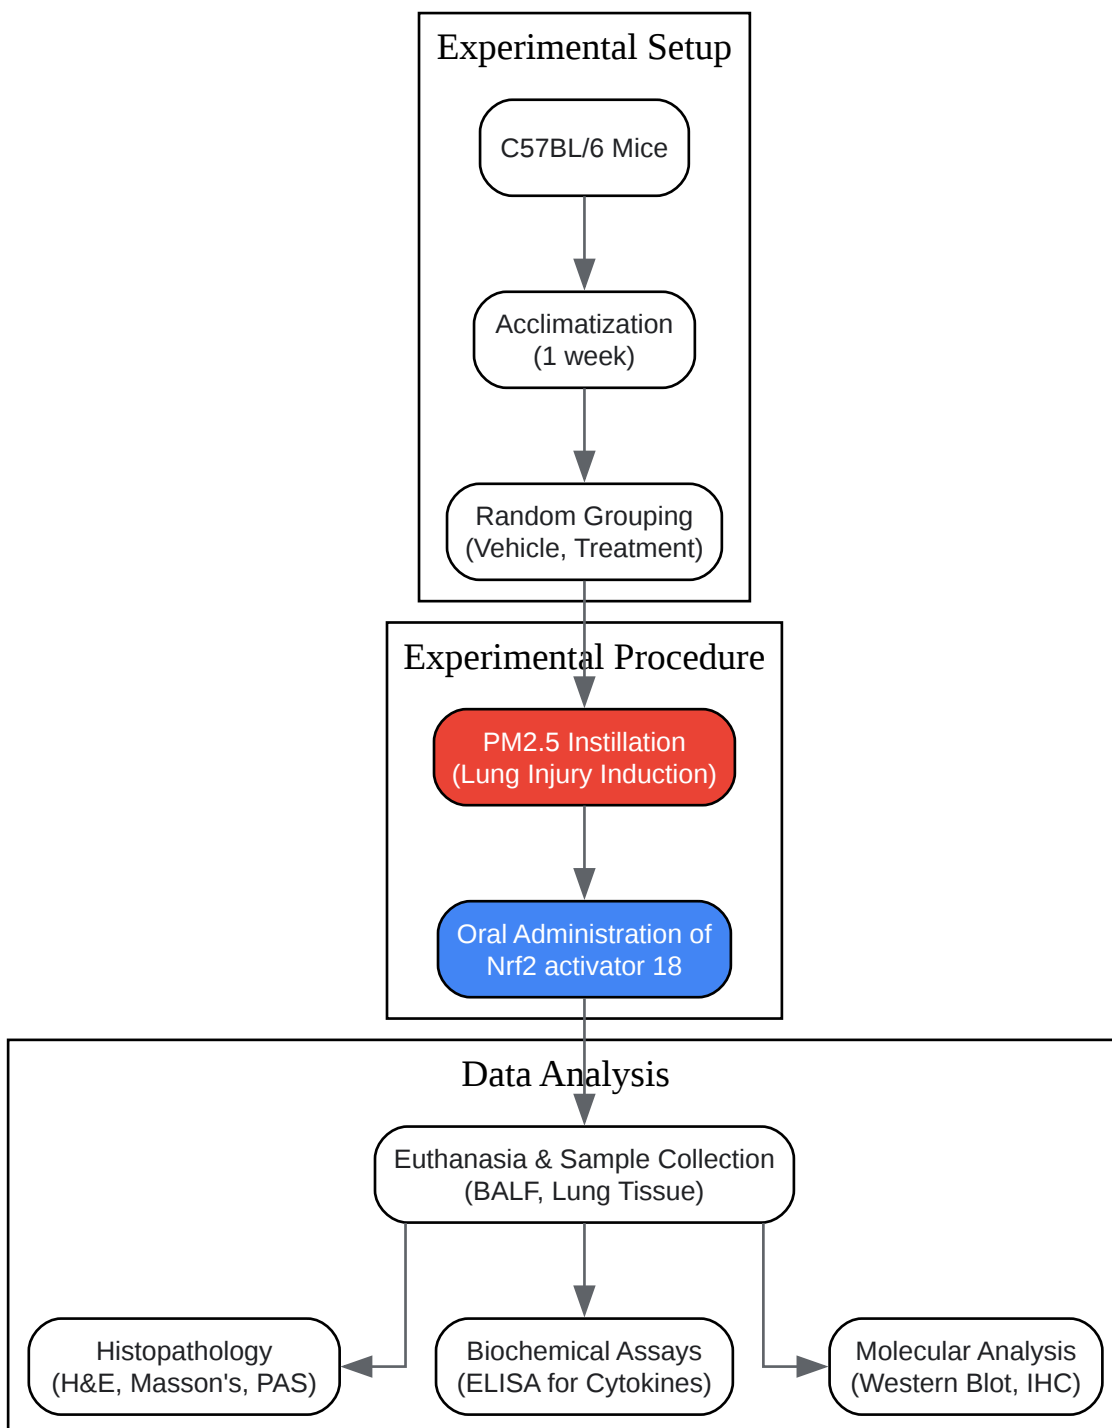 Experimental Setup
C57BL/6 Mice
Acclimatization
(1 week)
Random Grouping
(Vehicle, Treatment)
Experimental Procedure
PM2.5 Instillation
(Lung Injury Induction)
Oral Administration of
Nrf2 activator 18
Data Analysis
Euthanasia & Sample Collection
(BALF, Lung Tissue)
Histopathology
(H&E, Masson's, PAS)
Biochemical Assays
(ELISA for Cytokines)
Molecular Analysis
(Western Blot, IHC)